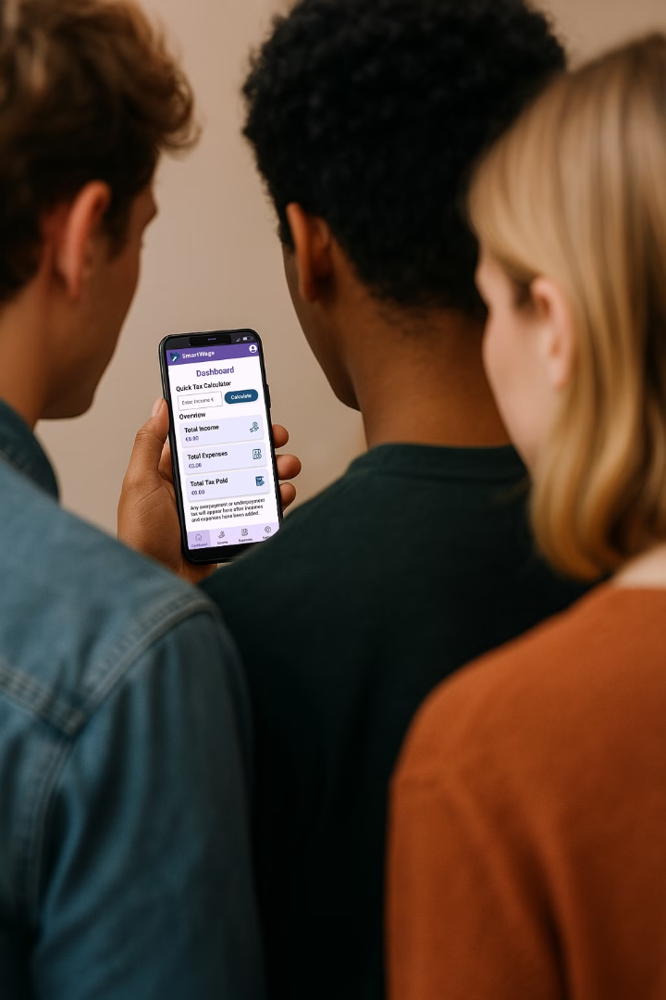 SmartWage
Dashboard
Quick Tax Calculator
Enter Income €
Calculate
Overview
Total Income
€0.00
Total Expenses
€0.00
Total Tax Paid
€0.00
Any overpayment or underpayment
tax will appear here after incomes
and expenses have been added.
Dashboard
Income
Expenses